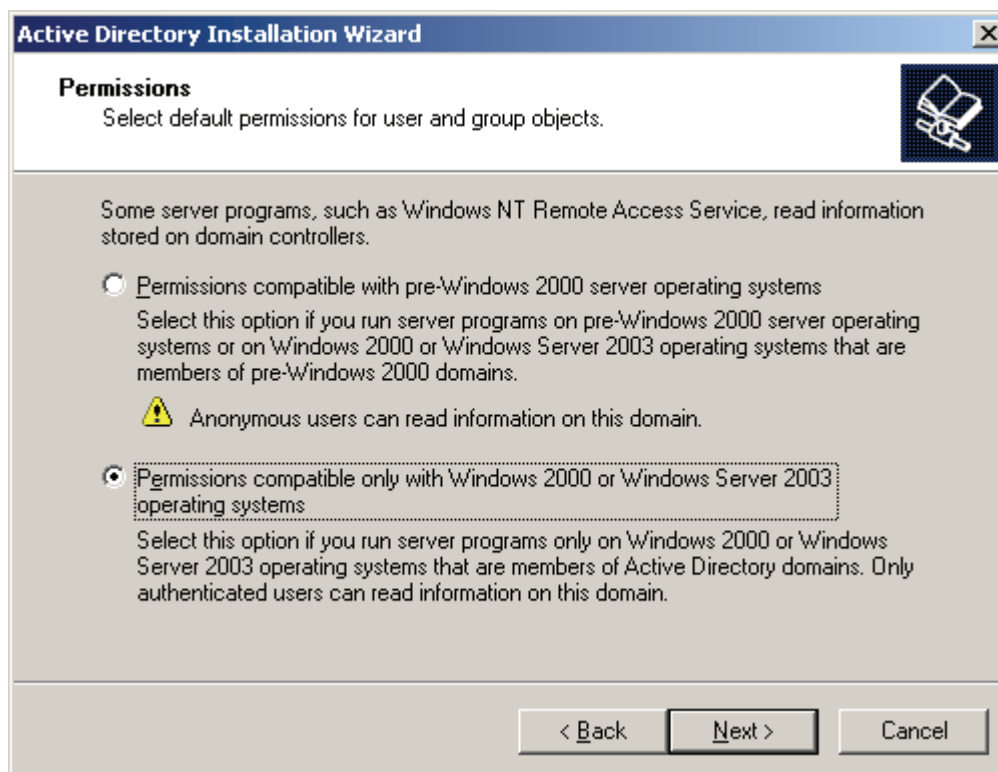 Active Directory Installation Wizard
Permissions
Select default permissions for user and group objects.
Some server programs, such as Windows NT Remote Access Service, read information
stored on domain controllers.
Permissions compatible with pre-Windows 2000 server operating systems
Select this option if you run server programs on pre-Windows 2000 server operating
systems or on Windows 2000 or Windows Server 2003 operating systems that are
members of pre-Windows 2000 domains.
Anonymous users can read information on this domain.
Permissions compatible only with Windows 2000 or Windows Server 2003
operating systems
Select this option if you run server programs only on Windows 2000 or Windows
Server 2003 operating systems that are members of Active Directory domains. Only
authenticated users can read information on this domain.
< Back
Next >
Cancel